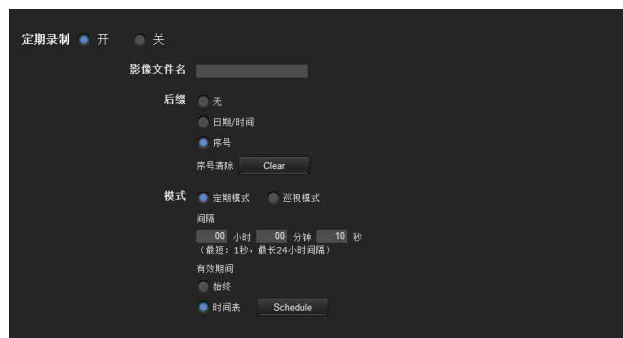 定期录制 开 关
影像文件名
后缀 无
日期/时间
序号
序号清除 Clear
模式 定期模式 巡视模式
间隔
00 小时 00 分钟 10 秒
（最短：1秒，最长24小时间隔）
有效期间
始终
时间表 Schedule